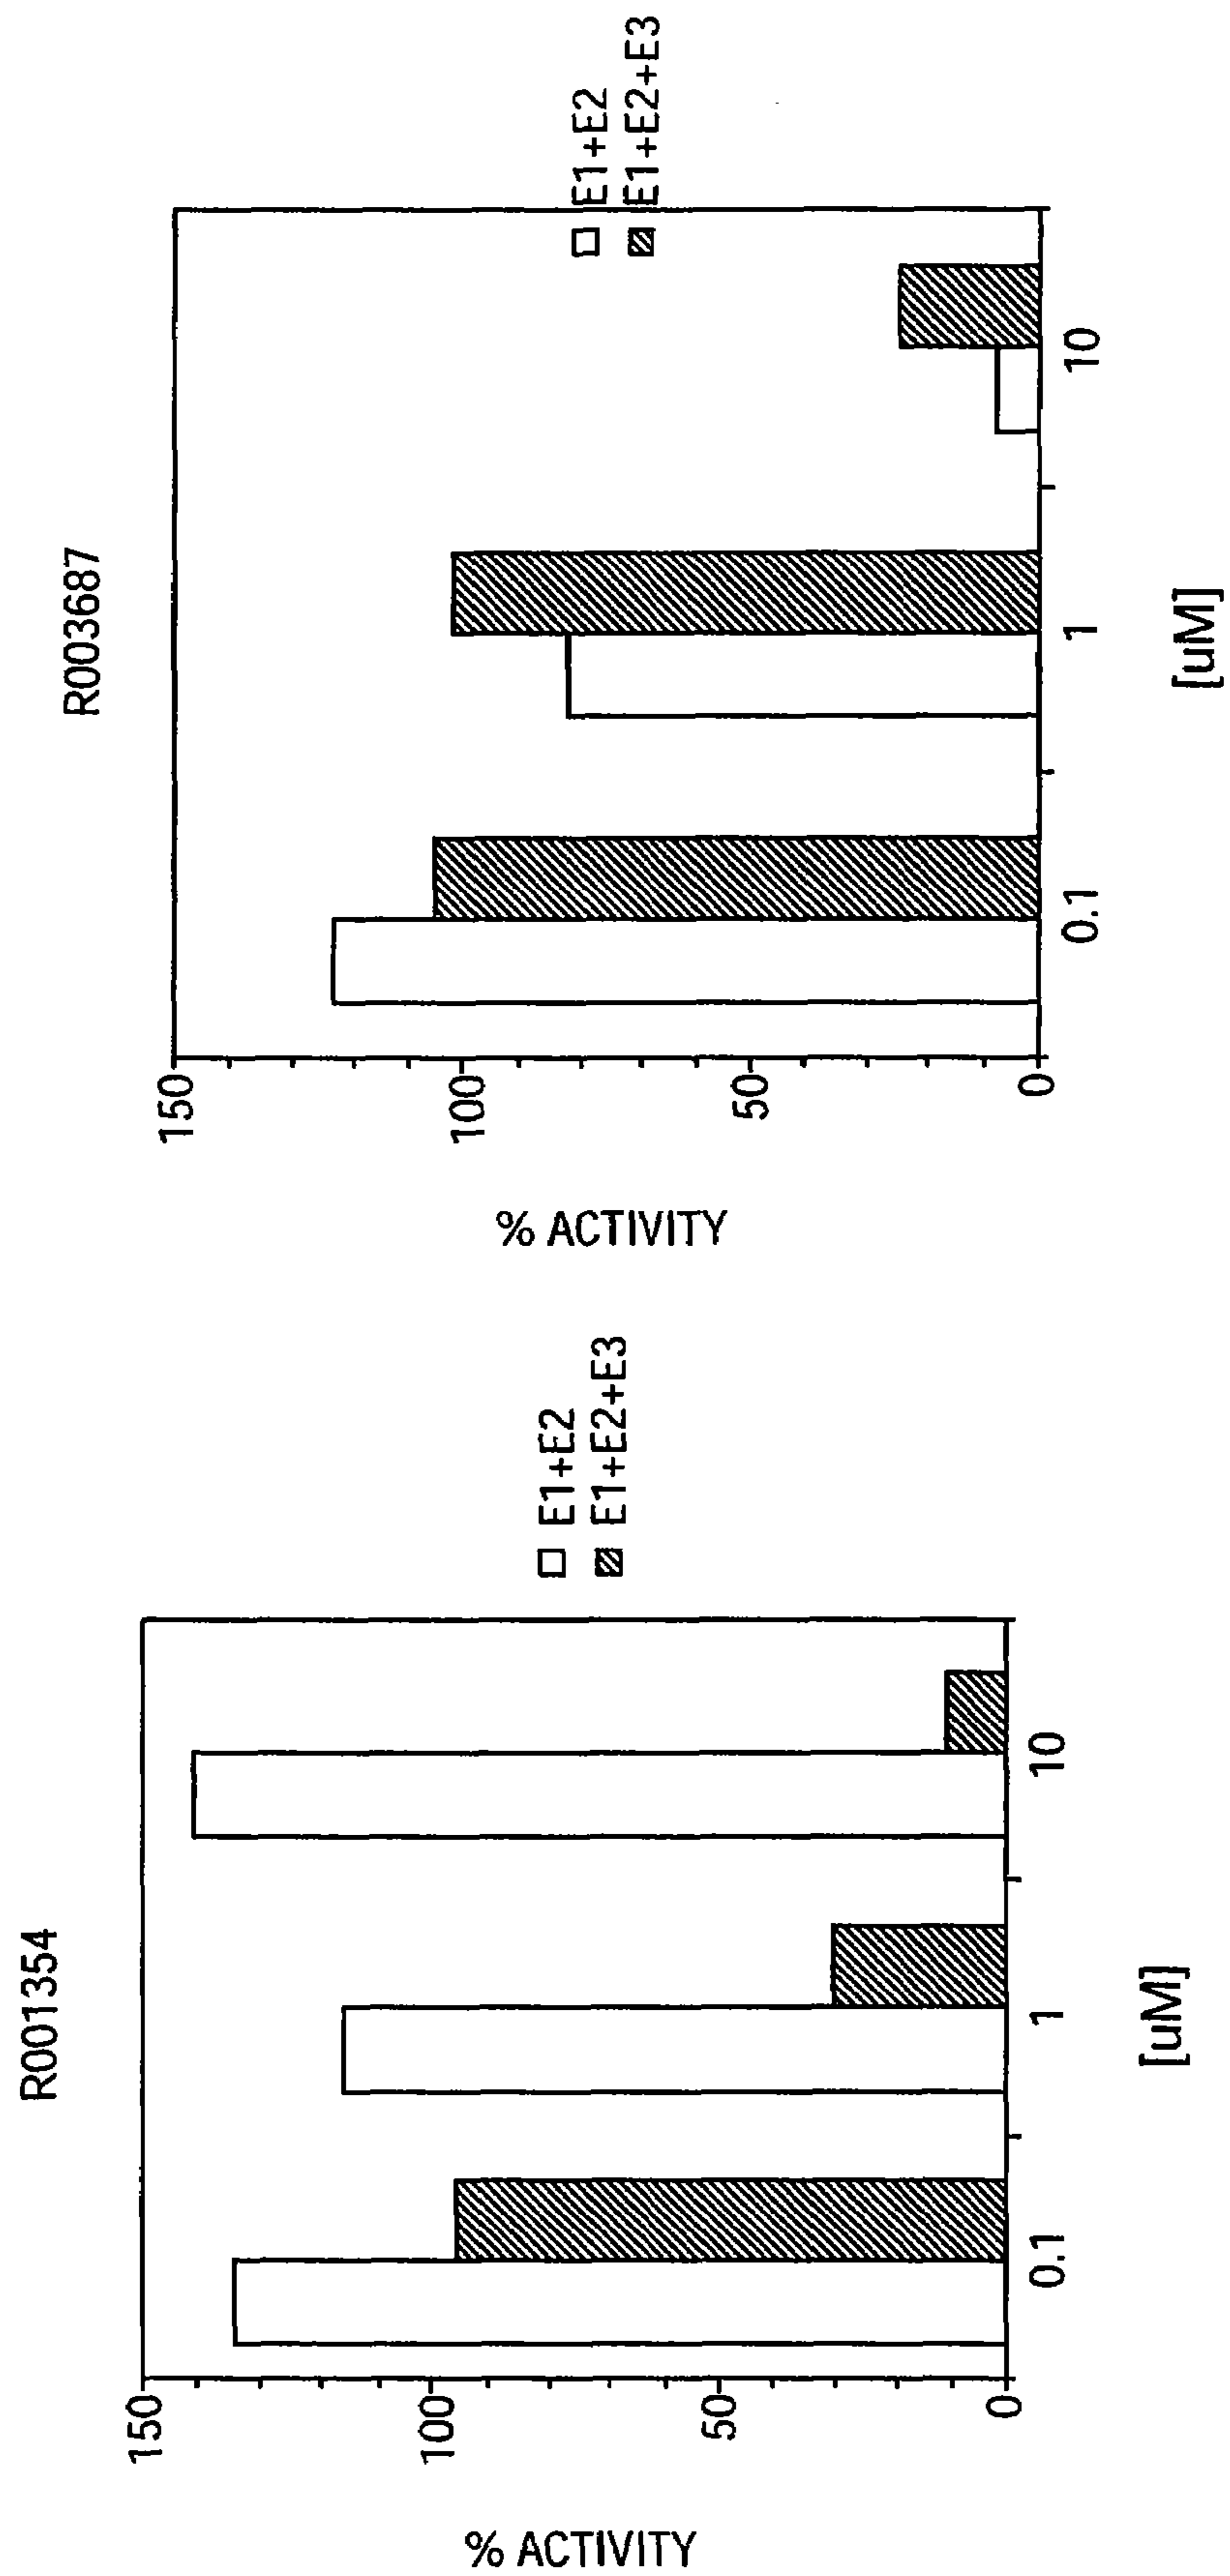 R001354
% ACTIVITY
150
100
50
0
0.1
1
10
[uM]
E1+E2
E1+E2+E3
R003687
% ACTIVITY
150
100
50
0
0.1
1
10
[uM]
E1+E2
E1+E2+E3